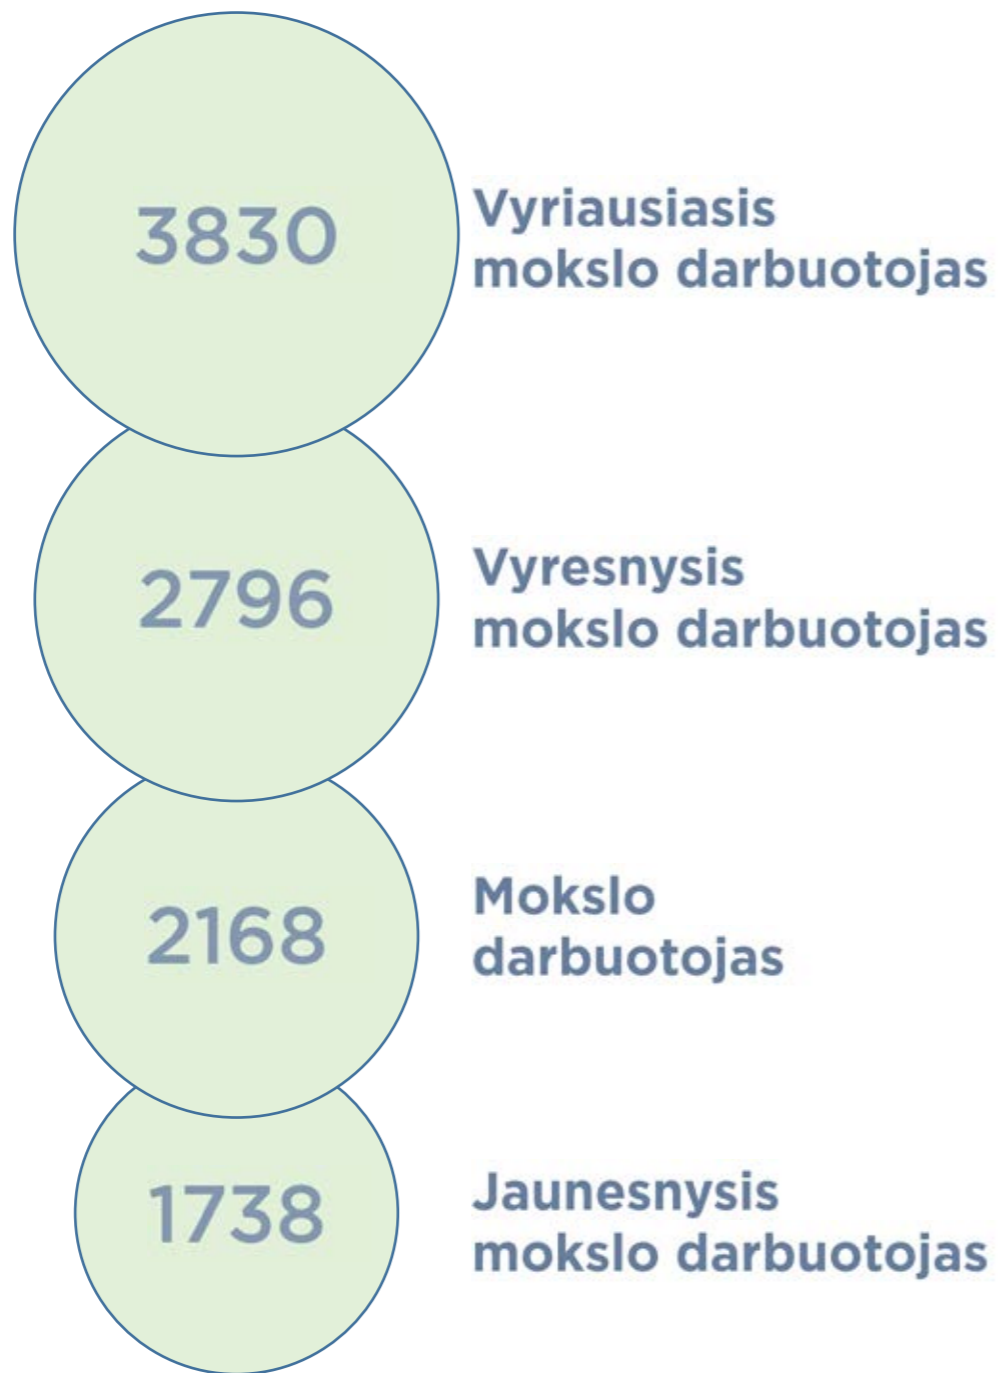 3830
Vyriausiasis
mokslo darbuotojas
2796
Vyresnysis
mokslo darbuotojas
2168
Mokslo
darbuotojas
1738
Jaunesnysis
mokslo darbuotojas